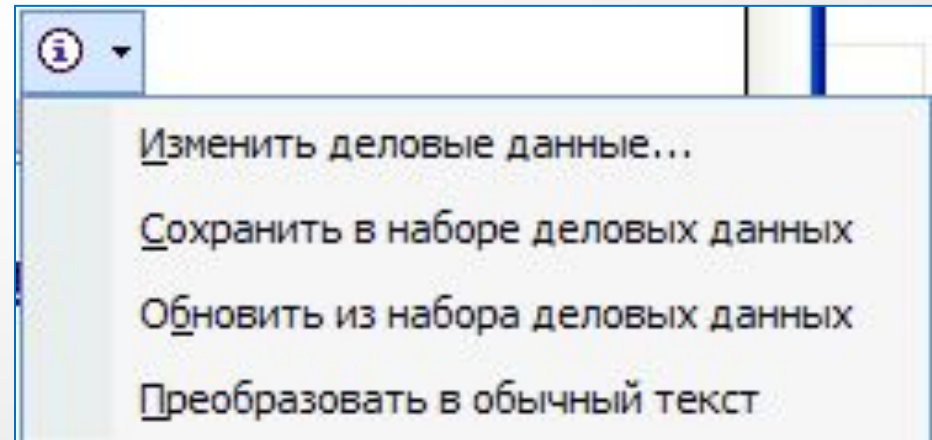 Изменить деловые данные...
Сохранить в наборе деловых данных
Обновить из набора деловых данных
Преобразовать в обычный текст